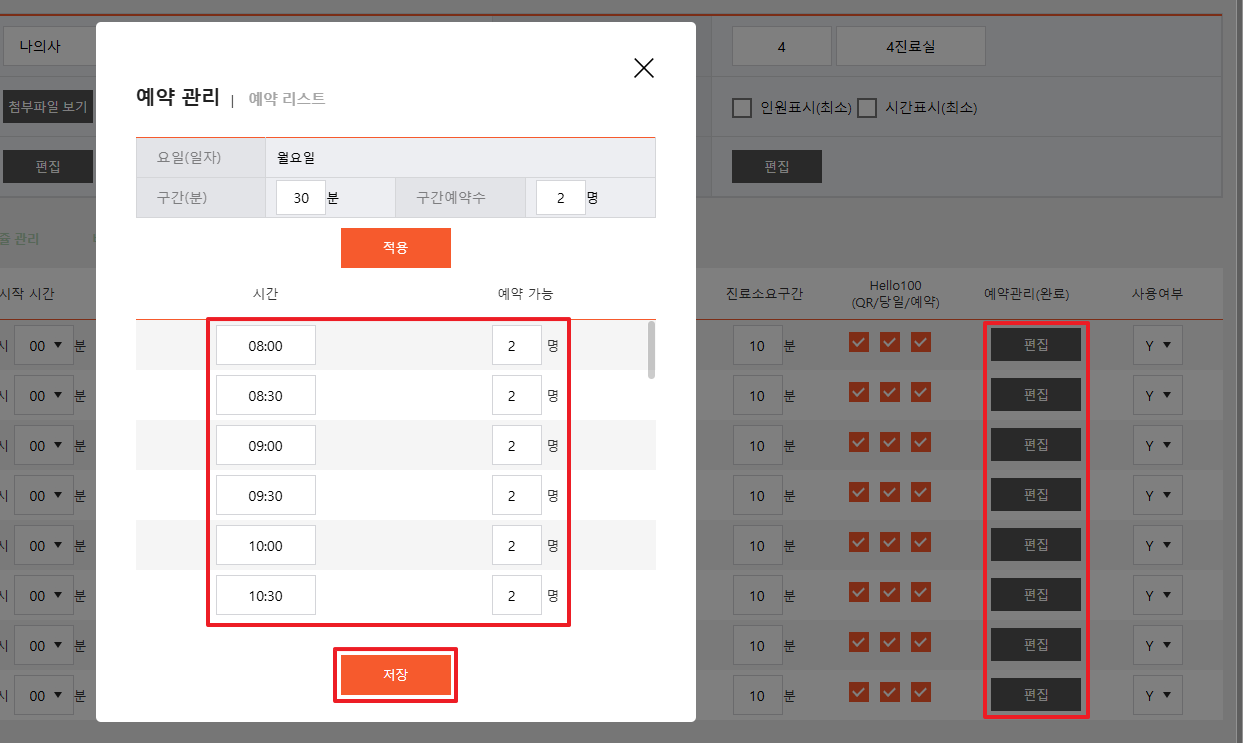 나의사
4
4진료실
예약 관리 | 예약 리스트
첨부파일 보기
인원표시(최소)
시간표시(최소)
요일(일자)
월요일
편집
편집
구간(분)
30
분
구간예약수
2
명
적용
관리
시작 시간
시간
예약 가능
진료소요구간
Hello100
(QR/당일/예약)
예약관리(완료)
사용여부
시 00 ▼ 분
08:00
2 명
10 분
편집
Y ▼
시 00 ▼ 분
08:30
2 명
10 분
편집
Y ▼
시 00 ▼ 분
09:00
2 명
10 분
편집
Y ▼
시 00 ▼ 분
09:30
2 명
10 분
편집
Y ▼
시 00 ▼ 분
10:00
2 명
10 분
편집
Y ▼
시 00 ▼ 분
10:30
2 명
10 분
편집
Y ▼
시 00 ▼ 분
10 분
편집
Y ▼
시 00 ▼ 분
저장
10 분
편집
Y ▼